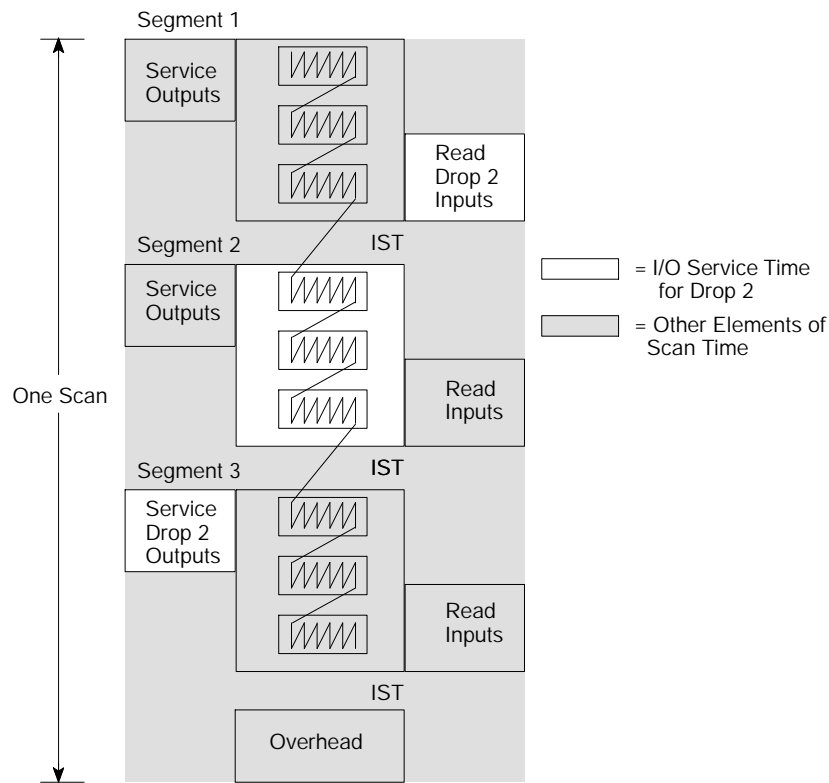 Segment 1
Service
Outputs
Read
Drop 2
Inputs
IST
Segment 2
Service
Outputs
Read
Inputs
IST
Segment 3
Service
Drop 2
Outputs
Read
Inputs
IST
Overhead
One Scan
= I/O Service Time
for Drop 2
= Other Elements of
Scan Time